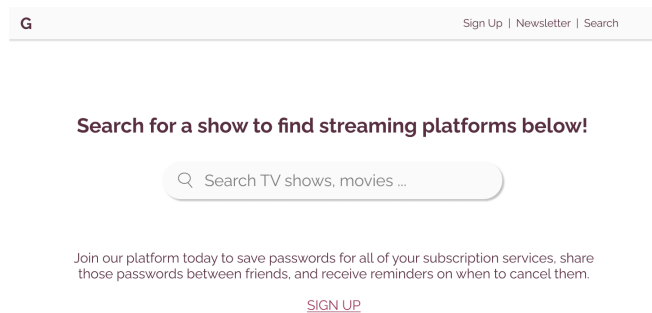 G
Sign Up | Newsletter | Search
Search for a show to find streaming platforms below!
Search TV shows, movies ...
Join our platform today to save passwords for all of your subscription services, share
those passwords between friends, and receive reminders on when to cancel them.
SIGN UP